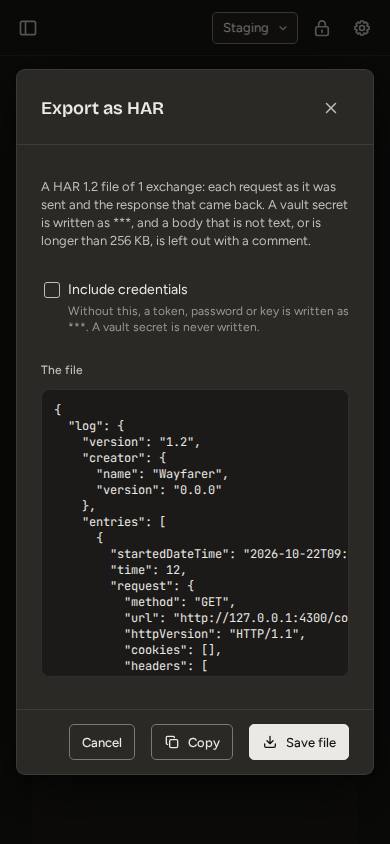 Staging
Export as HAR
A HAR 1.2 file of 1 exchange: each request as it was
sent and the response that came back. A vault secret
is written as ***, and a body that is not text, or is
longer than 256 KB, is left out with a comment.
Include credentials
Without this, a token, password or key is written as
***. A vault secret is never written.
The file
{
  "log": {
    "version": "1.2",
    "creator": {
      "name": "Wayfarer",
      "version": "0.0.0"
    },
    "entries": [
      {
        "startedDateTime": "2026-10-22T09:
        "time": 12,
        "request": {
          "method": "GET",
          "url": "http://127.0.0.1:4300/co
          "httpVersion": "HTTP/1.1",
          "cookies": [],
          "headers": [
Cancel
Copy
Save file